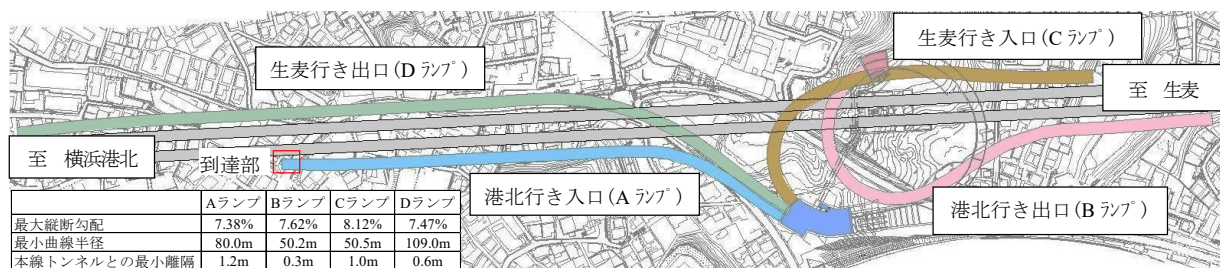 生麦行き入口(Cランプ)
生麦行き出口(Dランプ)
至 生麦
至 横浜港北
到達部
港北行き入口(Aランプ)
港北行き出口(Bランプ)
Aランプ Bランプ Cランプ Dランプ
最大縦断勾配 7.38% 7.62% 8.12% 7.47%
最小曲線半径 80.0m 50.2m 50.5m 109.0m
本線トンネルとの最小離隔 1.2m 0.3m 1.0m 0.6m